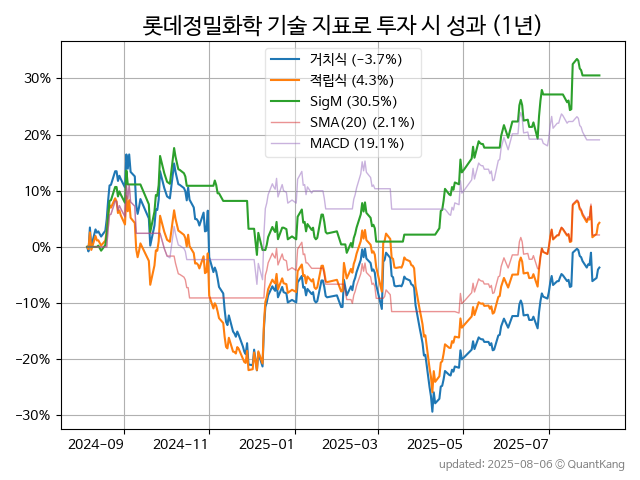 롯데정밀화학 기술 지표로 투자 시 성과 (1년)
거치식 (-3.7%)
적립식 (4.3%)
SigM (30.5%)
SMA(20) (2.1%)
MACD (19.1%)
30%
20%
10%
0%
-10%
-20%
-30%
2024-09 2024-11 2025-01 2025-03 2025-05 2025-07
updated: 2025-08-06 © QuantKang